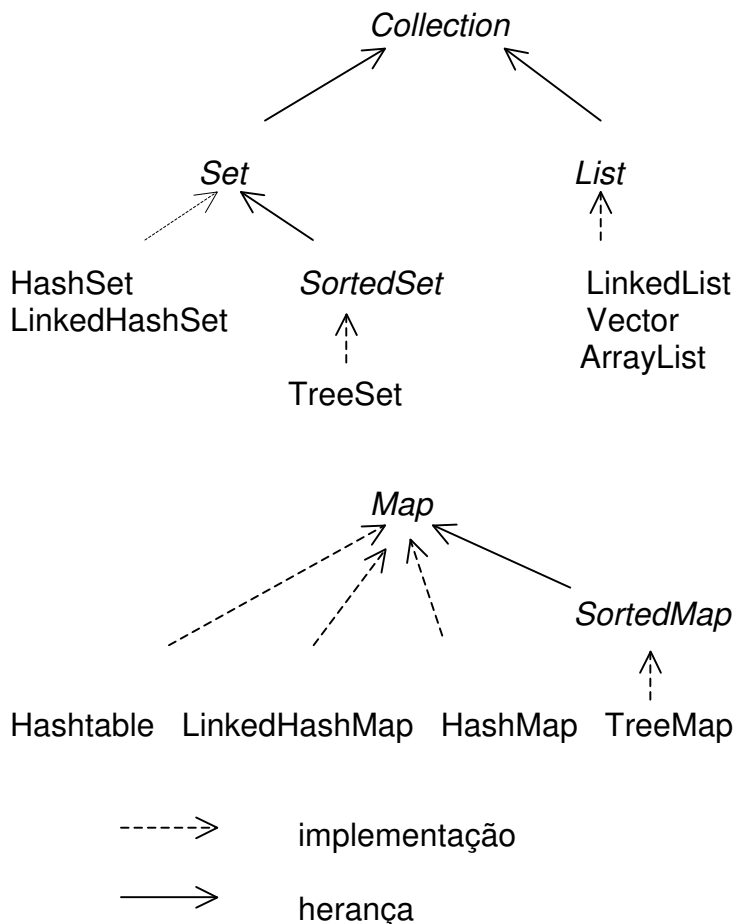 Collection
Set List
HashSet SortedSet LinkedList
LinkedHashSet Vector
ArrayList
TreeSet
Map
SortedMap
Hashtable LinkedHashMap HashMap TreeMap
implementação
herança